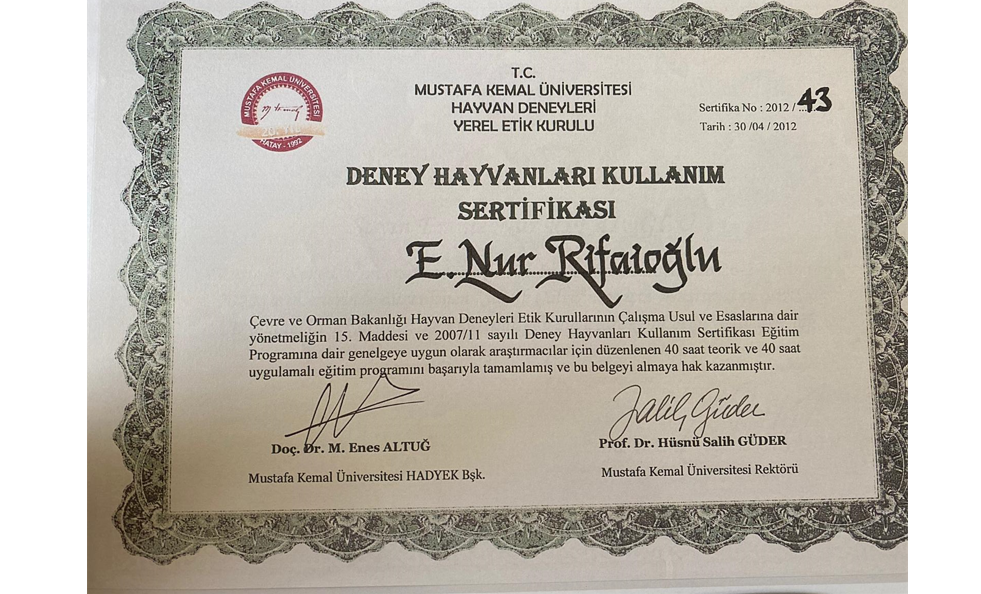 MUSTAFA KEMAL ÜNİVERSİTESİ
HATAY - 1992
T.C.
MUSTAFA KEMAL ÜNİVERSİTESİ
HAYVAN DENEYLERİ
YEREL ETİK KURULU
Sertifika No : 2012 / 43
Tarih : 30 /04 / 2012
DENEY HAYVANLARI KULLANIM
SERTİFİKASI
E. Nur Rifaioğlu
Çevre ve Orman Bakanlığı Hayvan Deneyleri Etik Kurullarının Çalışma Usul ve Esaslarına dair
yönetmeliğin 15. Maddesi ve 2007/11 sayılı Deney Hayvanları Kullanım Sertifikası Eğitim
Programına dair genelgeye uygun olarak araştırmacılar için düzenlenen 40 saat teorik ve 40 saat
uygulamalı eğitim programını başarıyla tamamlamış ve bu belgeyi almaya hak kazanmıştır.
Doç. Dr. M. Enes ALTUĞ
Mustafa Kemal Üniversitesi HADYEK Bşk.
Prof. Dr. Hüsnü Salih GÜDER
Mustafa Kemal Üniversitesi Rektörü